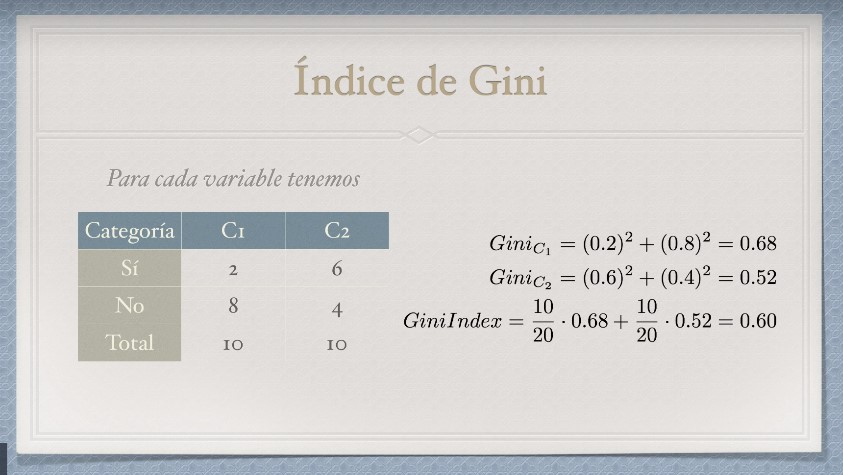 Índice de Gini
Para cada variable tenemos
Categoría C1 C2
Sí 2 6
No 8 4
Total 10 10
Gini_{C_1} = (0.2)^2 + (0.8)^2 = 0.68
Gini_{C_2} = (0.6)^2 + (0.4)^2 = 0.52
GiniIndex = \frac{10}{20} · 0.68 + \frac{10}{20} · 0.52 = 0.60